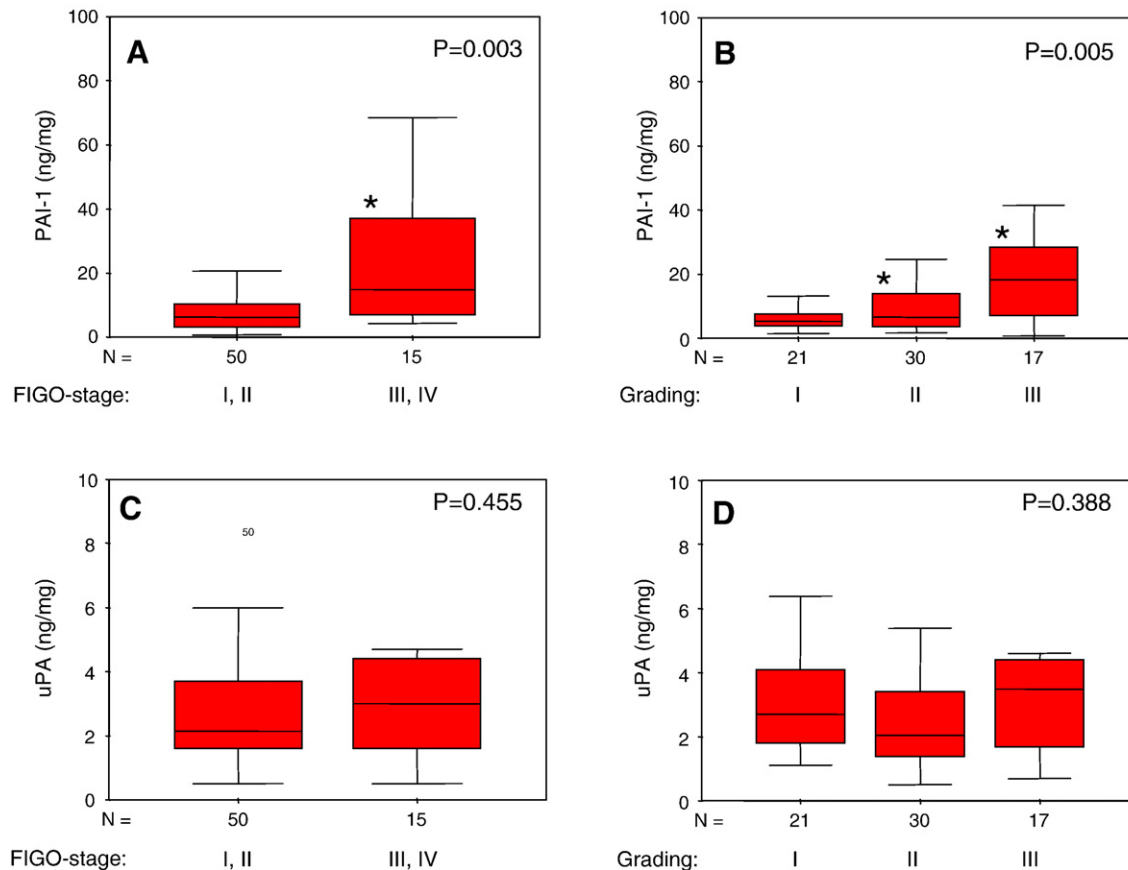 A
P=0.003
PAI-1 (ng/mg)
100
80
60
40
20
0
*
N = 50 15
FIGO-stage: I, II III, IV
B
P=0.005
PAI-1 (ng/mg)
100
80
60
40
20
0
* *
N = 21 30 17
Grading: I II III
C
P=0.455
uPA (ng/mg)
10
8
6
4
2
0
50
N = 50 15
FIGO-stage: I, II III, IV
D
P=0.388
uPA (ng/mg)
10
8
6
4
2
0
N = 21 30 17
Grading: I II III